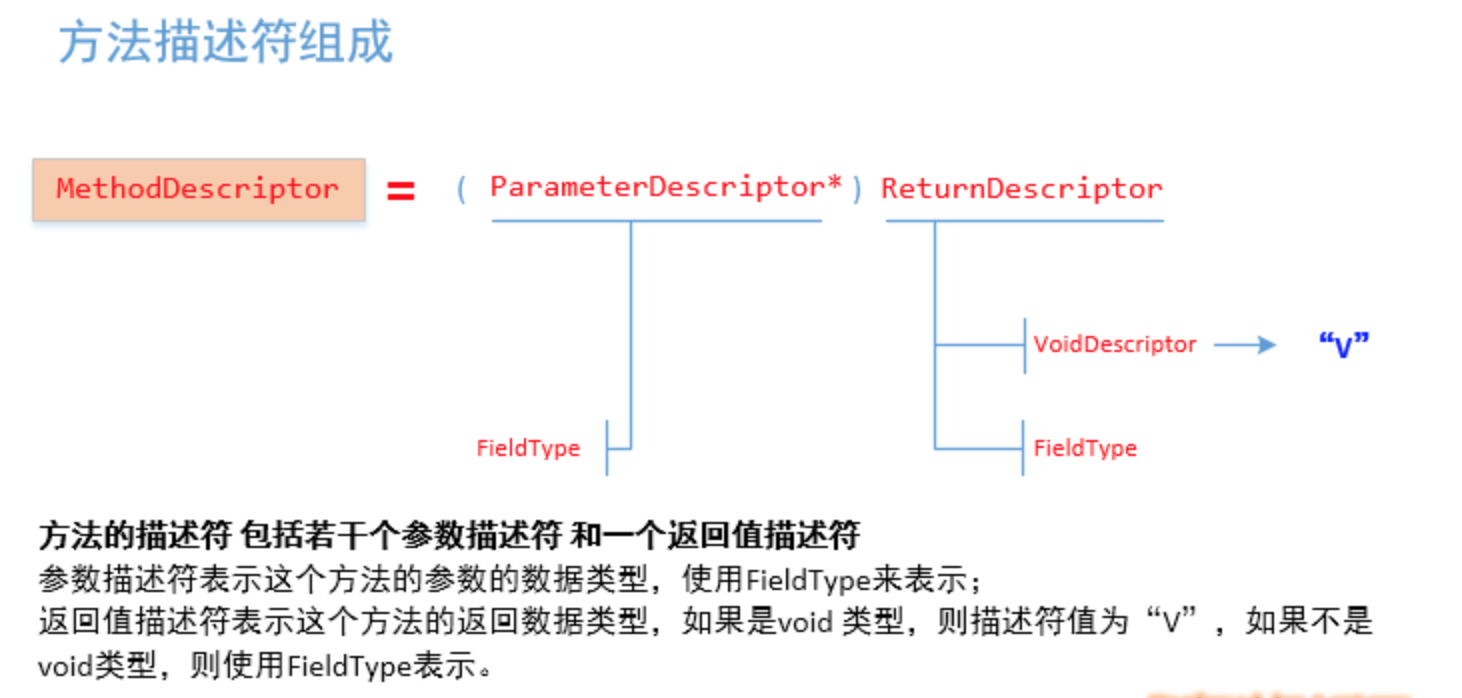 方法描述符组成
MethodDescriptor = ( ParameterDescriptor* ) ReturnDescriptor
VoidDescriptor “V”
FieldType FieldType
方法的描述符 包括若干个参数描述符 和一个返回值描述符
参数描述符表示这个方法的参数的数据类型，使用FieldType来表示；
返回值描述符表示这个方法的返回数据类型，如果是void 类型，则描述符值为“V”，如果不是
void类型，则使用FieldType表示。